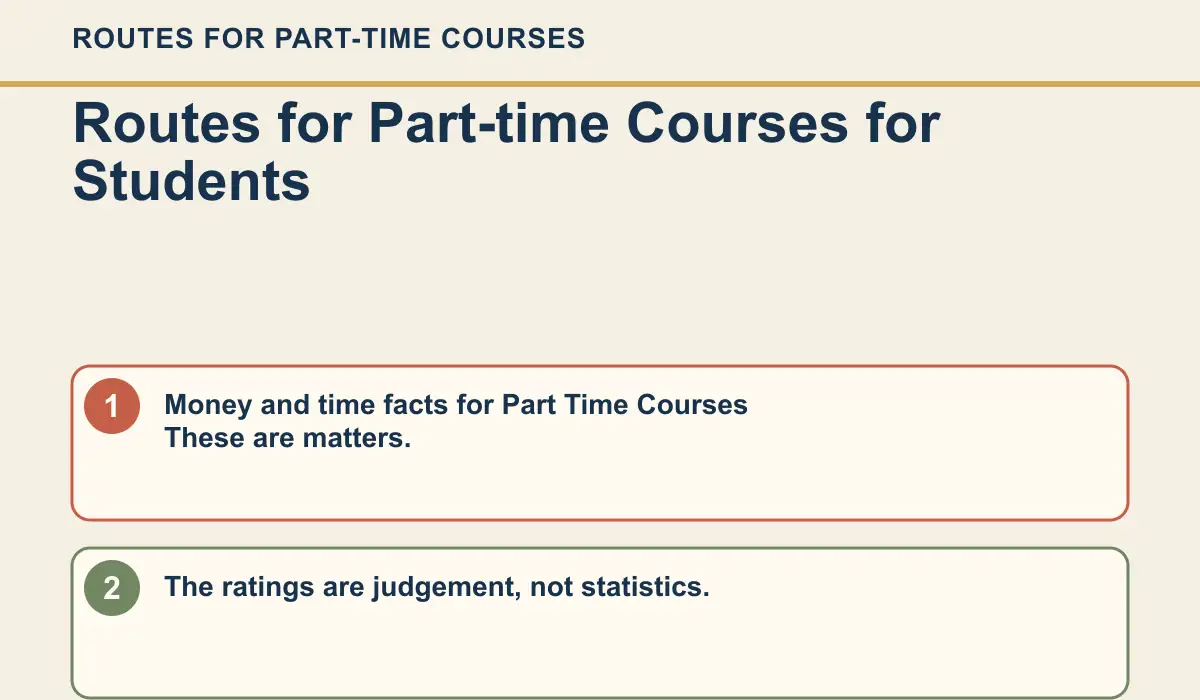 ROUTES FOR PART-TIME COURSES
Routes for Part-time Courses for
Students
1
Money and time facts for Part Time Courses
These are matters.
2
The ratings are judgement, not statistics.